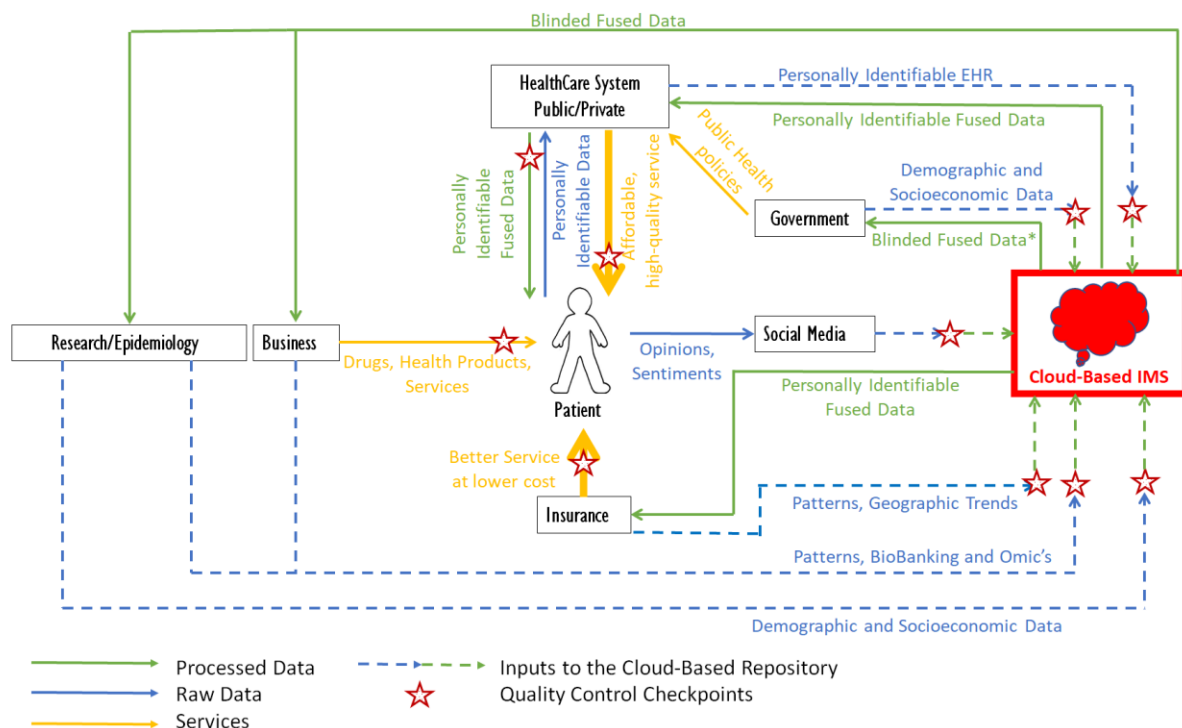 Blinded Fused Data
HealthCare System
Public/Private
Personally Identifiable EHR
Personally Identifiable Fused Data
Public Health
policies
Demographic and
Socioeconomic Data
Government
Blinded Fused Data*
Personally
Identifiable
Fused Data
Personally
Identifiable Data
Affordable,
high-quality service
Research/Epidemiology
Business
Drugs, Health Products,
Services
Patient
Opinions,
Sentiments
Social Media
Cloud-Based IMS
Personally Identifiable
Fused Data
Better Service
at lower cost
Insurance
Patterns, Geographic Trends
Patterns, BioBanking and Omic's
Demographic and Socioeconomic Data
Processed Data
Raw Data
Services
Inputs to the Cloud-Based Repository
Quality Control Checkpoints